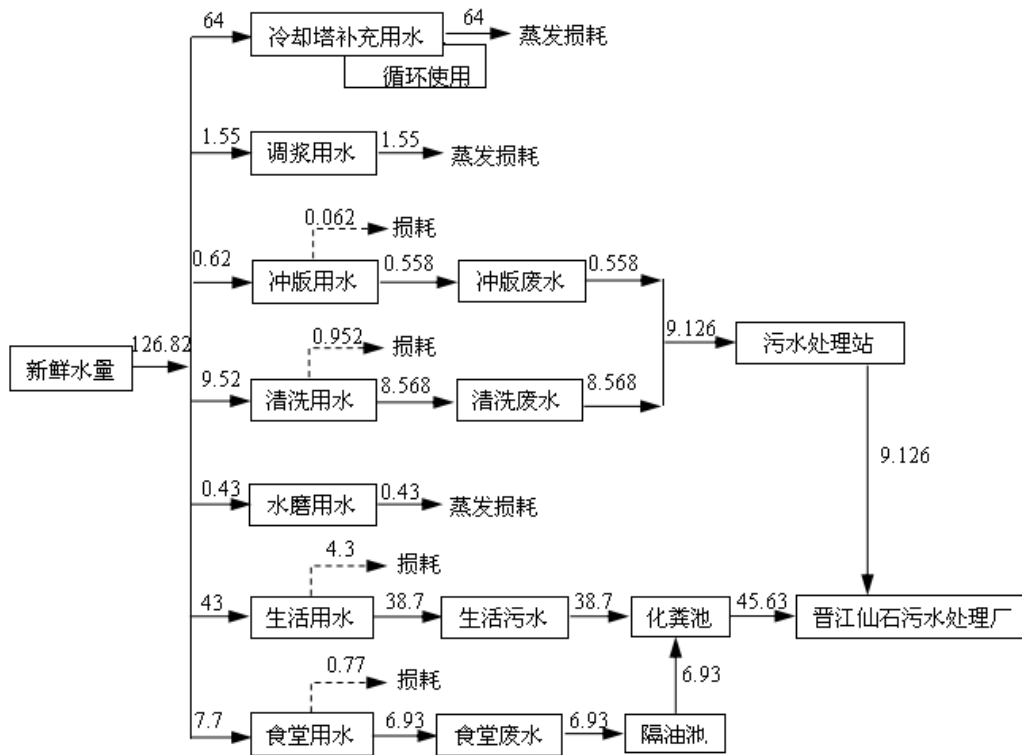 64
冷却塔补充用水
64
蒸发损耗
循环使用
1.55
调浆用水
1.55
蒸发损耗
0.062
损耗
0.62
冲版用水
0.558
冲版废水
0.558
9.126
污水处理站
新鲜水量
126.82
0.952
损耗
9.52
清洗用水
8.568
清洗废水
8.568
9.126
0.43
水磨用水
0.43
蒸发损耗
4.3
损耗
43
生活用水
38.7
生活污水
38.7
化粪池
45.63
晋江仙石污水处理厂
0.77
损耗
6.93
7.7
食堂用水
6.93
食堂废水
6.93
隔油池